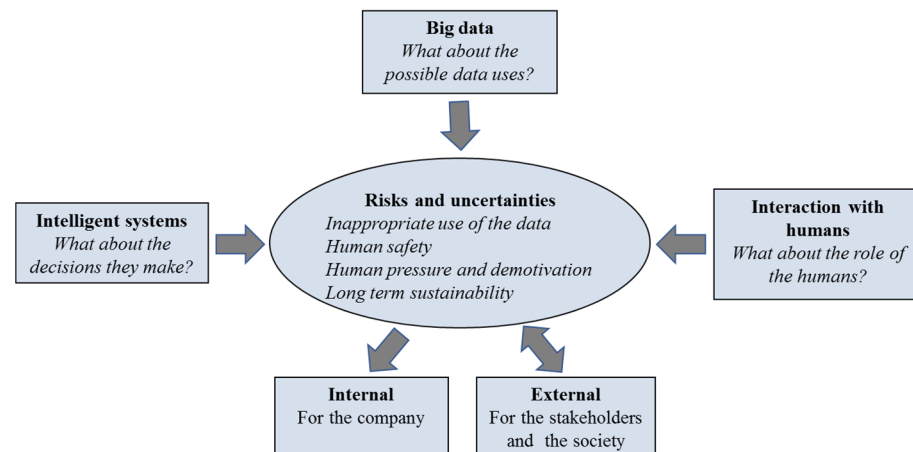 Big data
What about the
possible data uses?
Risks and uncertainties
Inappropriate use of the data
Human safety
Human pressure and demotivation
Long term sustainability
Intelligent systems
What about the
decisions they make?
Interaction with
humans
What about the role of
the humans?
Internal
For the company
External
For the stakeholders
and the society